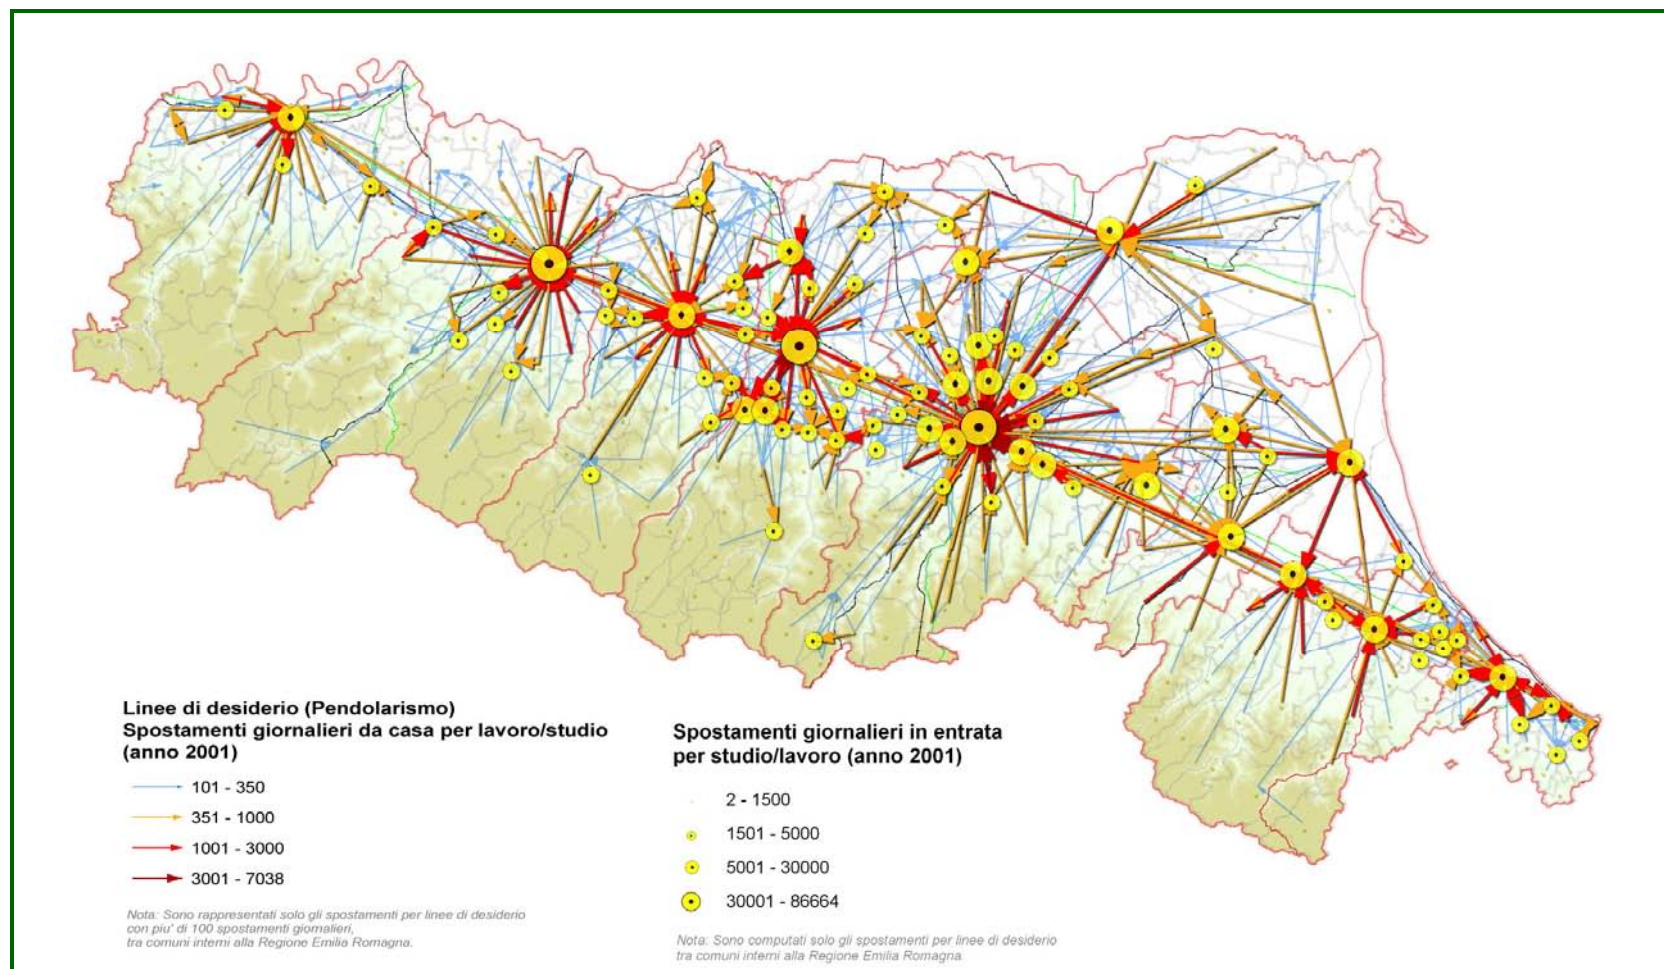 Linee di desiderio (Pendolarismo)
Spostamenti giornalieri da casa per lavoro/studio
(anno 2001)
101 - 350
351 - 1000
1001 - 3000
3001 - 7038
Nota: Sono rappresentati solo gli spostamenti per linee di desiderio
con piu' di 100 spostamenti giornalieri,
tra comuni interni alla Regione Emilia Romagna.
Spostamenti giornalieri in entrata
per studio/lavoro (anno 2001)
2 - 1500
1501 - 5000
5001 - 30000
30001 - 86664
Nota: Sono computati solo gli spostamenti per linee di desiderio
tra comuni interni alla Regione Emilia Romagna.